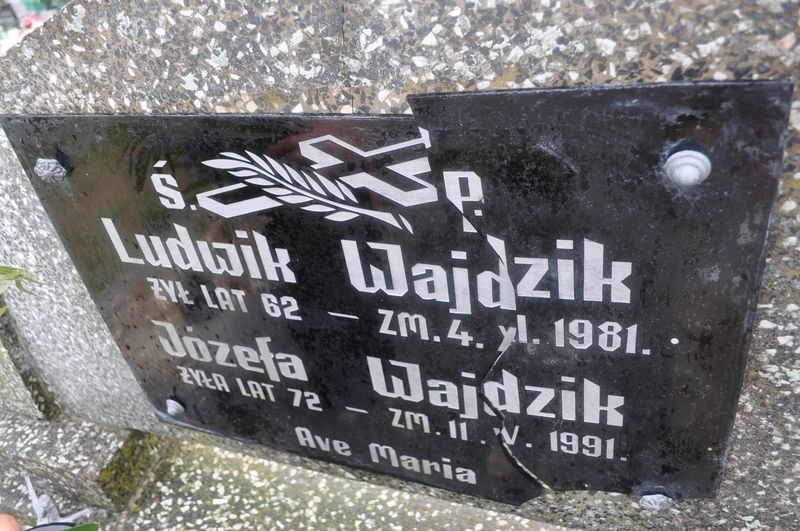 Ś. P.
Ludwik Wajdzik
ŻYŁ LAT 62 — ZM. 4. XI. 1981.
Józefa Wajdzik
ŻYŁA LAT 72 — ZM. 11. V. 1991.
Ave Maria